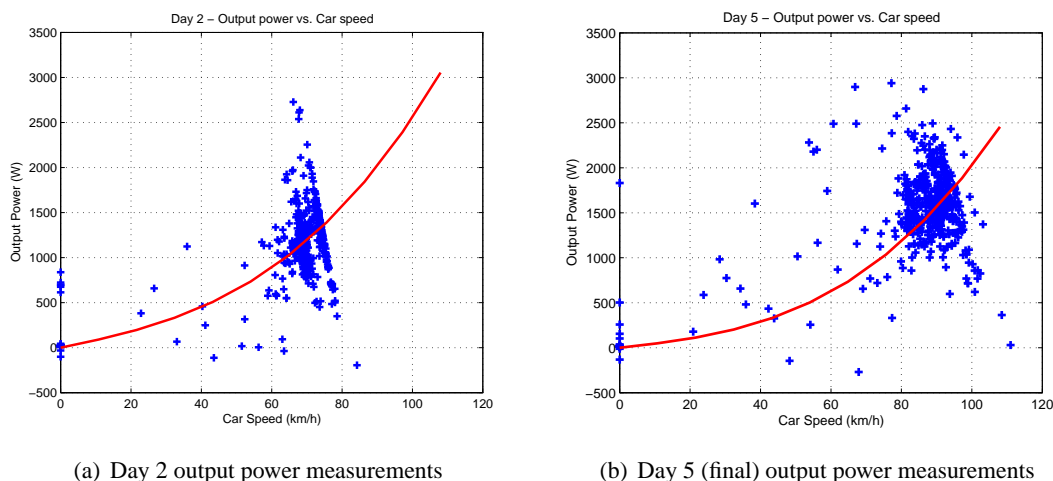 Day 2 − Output power vs. Car speed
3500
3000
2500
2000
1500
1000
500
0
−500
Output Power (W)
0 20 40 60 80 100 120
Car Speed (km/h)
(a) Day 2 output power measurements
Day 5 − Output power vs. Car speed
3500
3000
2500
2000
1500
1000
500
0
−500
Output Power (W)
0 20 40 60 80 100 120
Car Speed (km/h)
(b) Day 5 (final) output power measurements